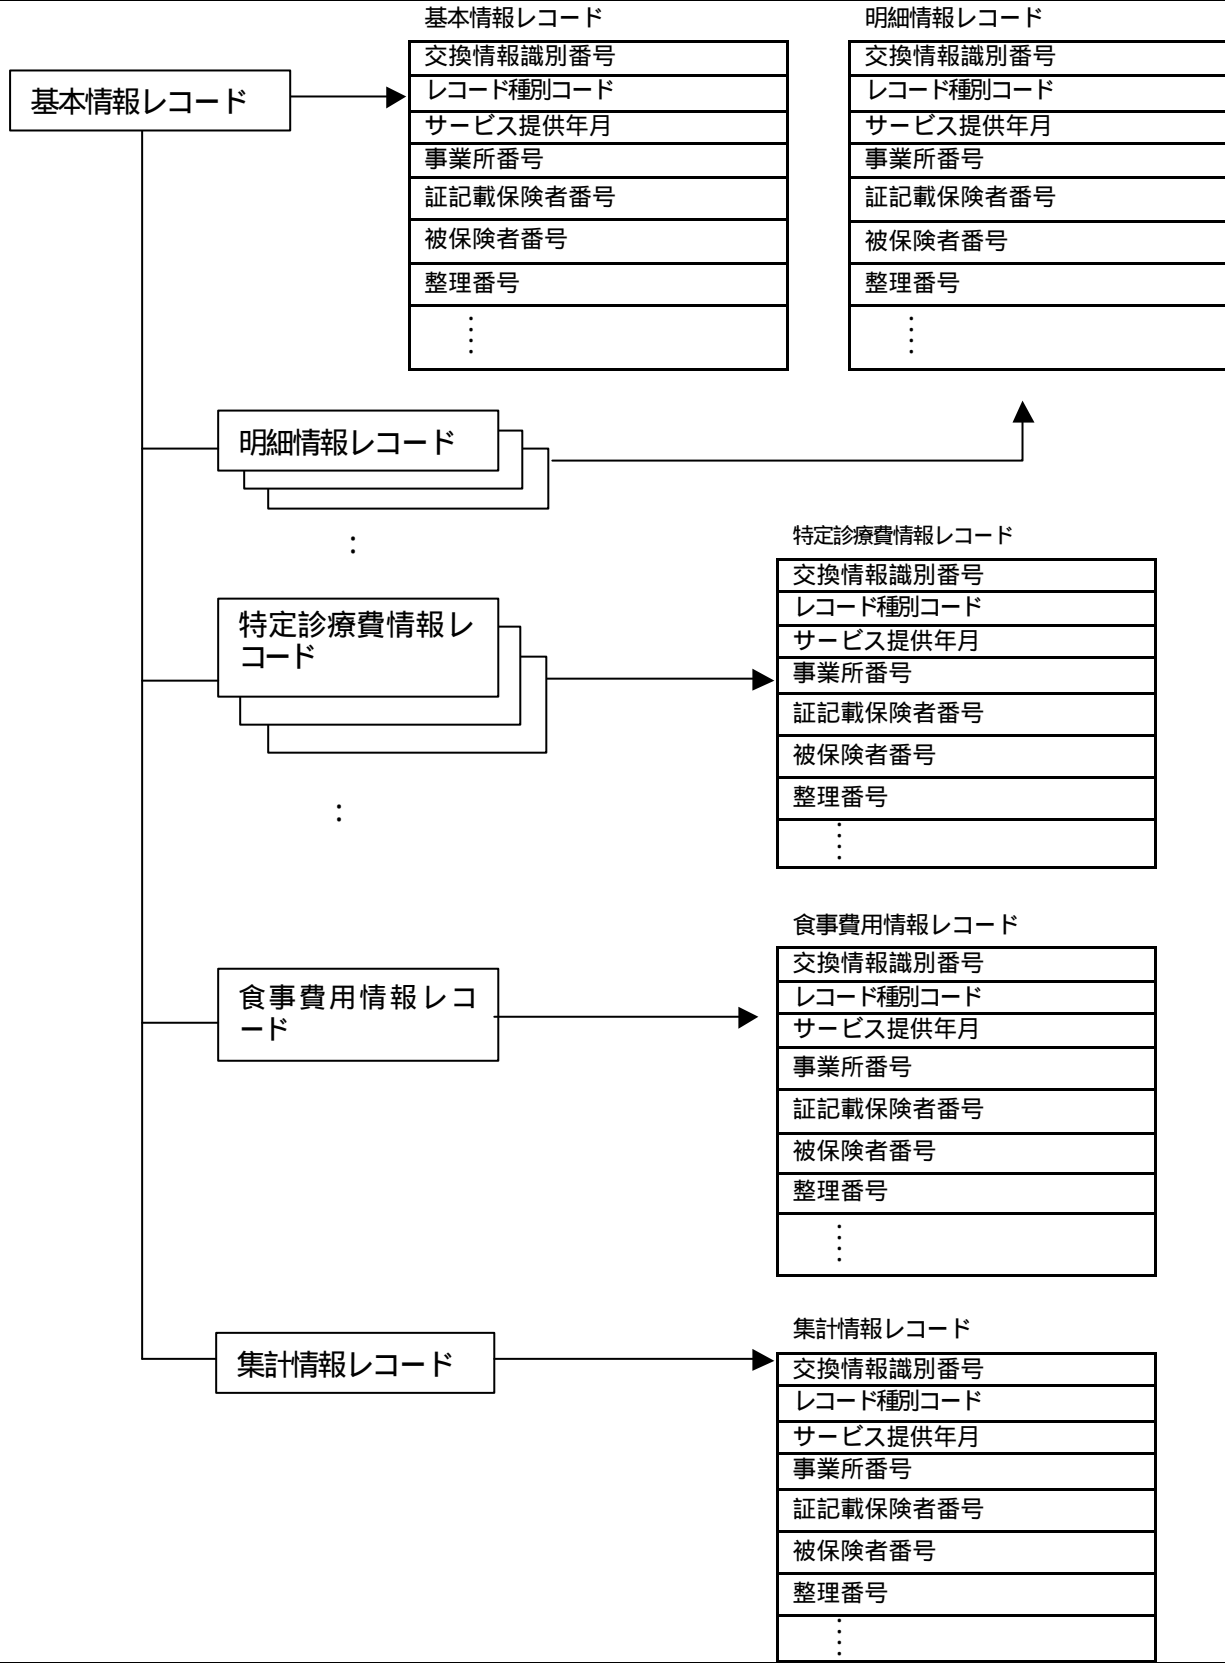 基本情報レコード
基本情報レコード
交換情報識別番号
レコード種別コード
サービス提供年月
事業所番号
証記載保険者番号
被保険者番号
整理番号
︙
明細情報レコード
交換情報識別番号
レコード種別コード
サービス提供年月
事業所番号
証記載保険者番号
被保険者番号
整理番号
︙
明細情報レコード
:
特定診療費情報レ
コード
:
特定診療費情報レコード
交換情報識別番号
レコード種別コード
サービス提供年月
事業所番号
証記載保険者番号
被保険者番号
整理番号
︙
食事費用情報レコ
ード
食事費用情報レコード
交換情報識別番号
レコード種別コード
サービス提供年月
事業所番号
証記載保険者番号
被保険者番号
整理番号
︙
集計情報レコード
集計情報レコード
交換情報識別番号
レコード種別コード
サービス提供年月
事業所番号
証記載保険者番号
被保険者番号
整理番号
︙